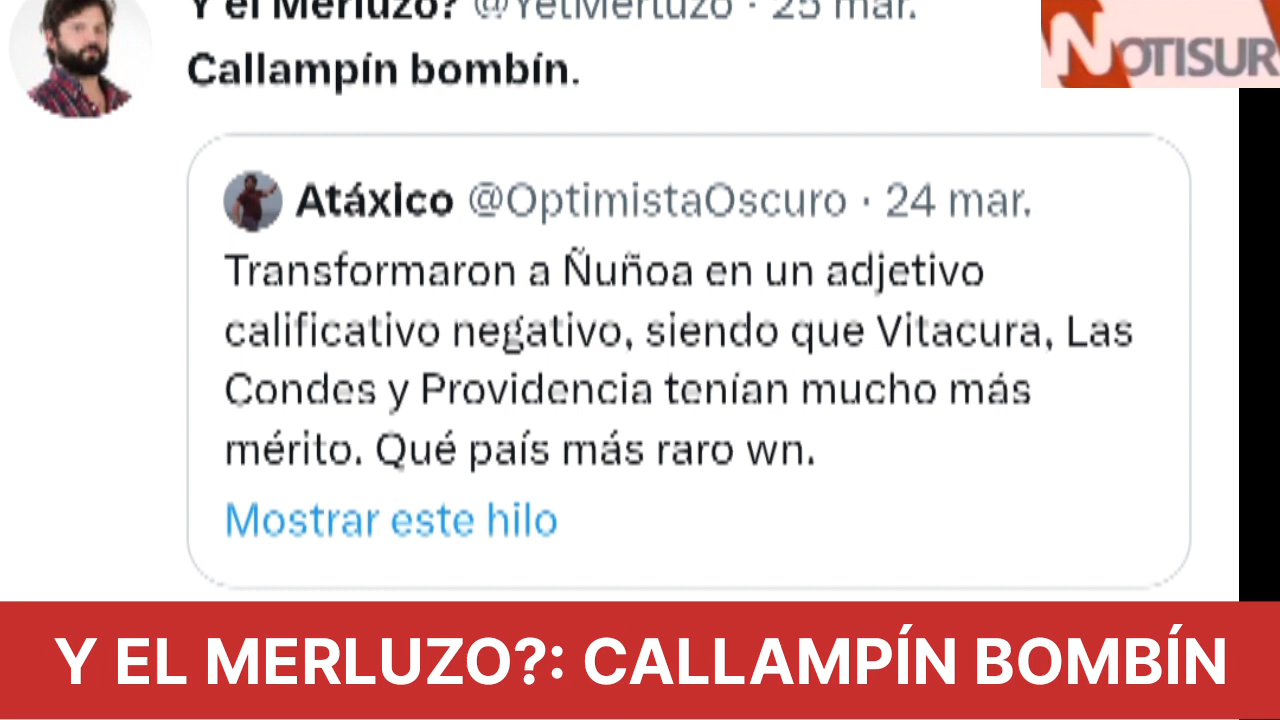 Y el Merluzo? @YetMertuzo · 25 mar.
NOTISUR
Callampín bombín.
Atáxico @OptimistaOscuro · 24 mar.
Transformaron a Ñuñoa en un adjetivo
calificativo negativo, siendo que Vitacura, Las
Condes y Providencia tenían mucho más
mérito. Qué país más raro wn.
Mostrar este hilo
Y EL MERLUZO?: CALLAMPÍN BOMBÍN